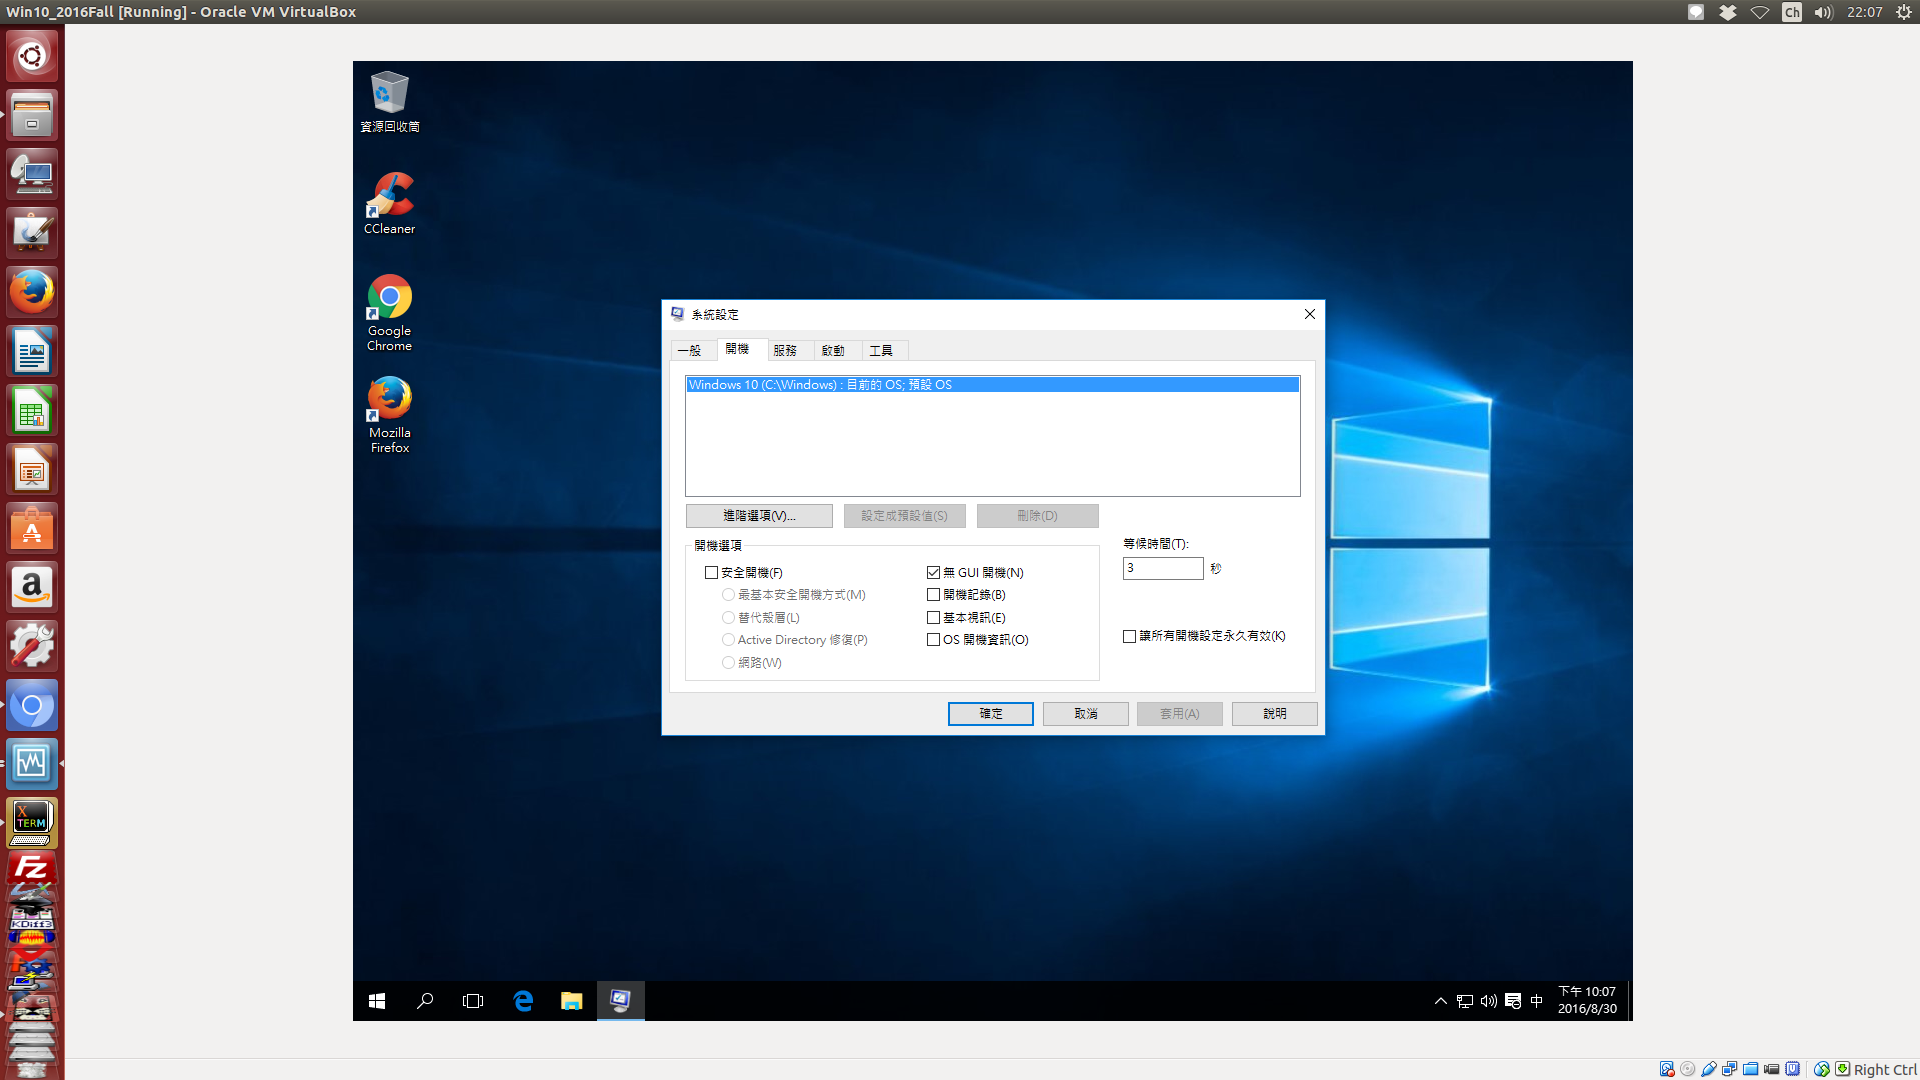 Win10_2016Fall [Running] - Oracle VM VirtualBox
Ch
22:07
資源回收筒
CCleaner
Google
Chrome
Mozilla
Firefox
系統設定
一般
開機
服務
啟動
工具
Windows 10 (C:\Windows) : 目前的 OS; 預設 OS
進階選項(V)...
設定成預設值(S)
刪除(D)
開機選項
安全開機(F)
最基本安全開機方式(M)
替代殼層(L)
Active Directory 修復(P)
網路(W)
無 GUI 開機(N)
開機記錄(B)
基本視訊(E)
OS 開機資訊(O)
等候時間(T):
3
秒
讓所有開機設定永久有效(K)
確定
取消
套用(A)
說明
X
TERM
Fz
KDiff3
中
下午 10:07
2016/8/30
Right Ctrl